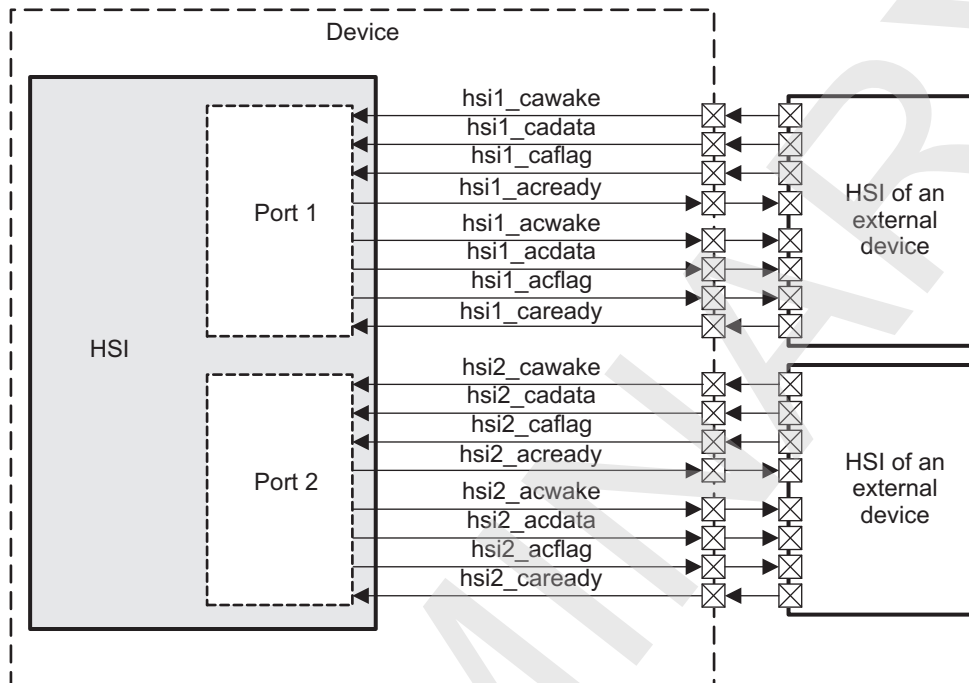 Device
hsi1_cawake
hsi1_cadata
hsi1_caflag
hsi1_acready
hsi1_acwake
hsi1_acdata
hsi1_acflag
hsi1_caready
Port 1
HSI of an
external
device
HSI
hsi2_cawake
hsi2_cadata
hsi2_caflag
hsi2_acready
hsi2_acwake
hsi2_acdata
hsi2_acflag
hsi2_caready
Port 2
HSI of an
external
device